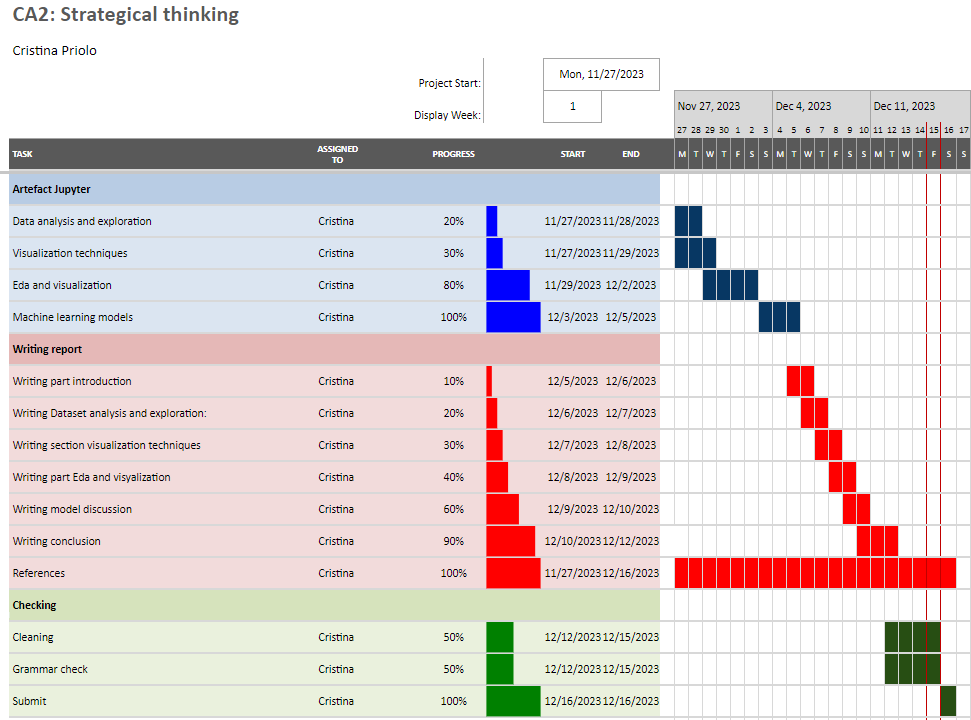 CA2: Strategical thinking
Cristina Priolo
Project Start: Mon, 11/27/2023
Display Week: 1
Nov 27, 2023 Dec 4, 2023 Dec 11, 2023
27 28 29 30 1 2 3 4 5 6 7 8 9 10 11 12 13 14 15 16 17
TASK ASSIGNED TO PROGRESS START END M T W T F S S M T W T F S S M T W T F S S
Artefact Jupyter
Data analysis and exploration Cristina 20% 11/27/2023 11/28/2023
Visualization techniques Cristina 30% 11/27/2023 11/29/2023
Eda and visualization Cristina 80% 11/29/2023 12/2/2023
Machine learning models Cristina 100% 12/3/2023 12/5/2023
Writing report
Writing part introduction Cristina 10% 12/5/2023 12/6/2023
Writing Dataset analysis and exploration: Cristina 20% 12/6/2023 12/7/2023
Writing section visualization techniques Cristina 30% 12/7/2023 12/8/2023
Writing part Eda and visyalization Cristina 40% 12/8/2023 12/9/2023
Writing model discussion Cristina 60% 12/9/2023 12/10/2023
Writing conclusion Cristina 90% 12/10/2023 12/12/2023
References Cristina 100% 11/27/2023 12/16/2023
Checking
Cleaning Cristina 50% 12/12/2023 12/15/2023
Grammar check Cristina 50% 12/12/2023 12/15/2023
Submit Cristina 100% 12/16/2023 12/16/2023